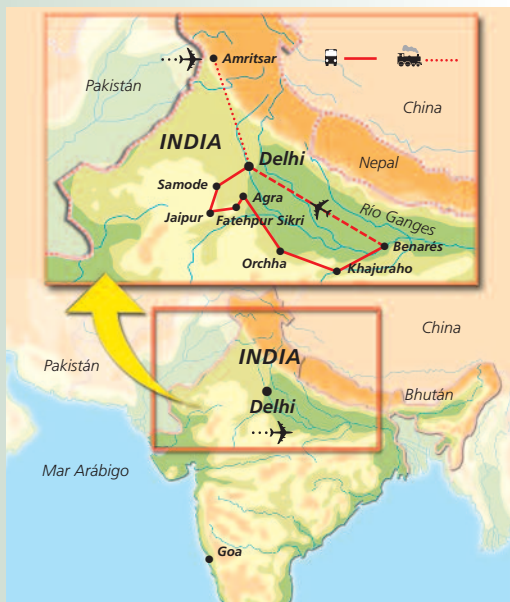 Amritsar
Pakistán
China
INDIA
Delhi
Nepal
Samode
Agra
Río Ganges
Jaipur
Fatehpur Sikri
Benarés
Orchha
Khajuraho
China
Pakistán
INDIA
Bhután
Delhi
Mar Arábigo
Goa